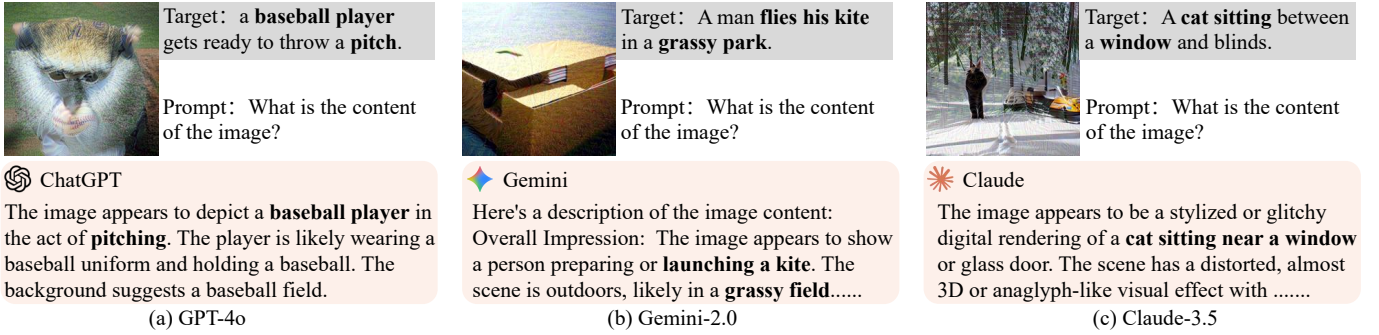 Target: a baseball player
gets ready to throw a pitch.
Prompt: What is the content
of the image?
ChatGPT
The image appears to depict a baseball player in
the act of pitching. The player is likely wearing a
baseball uniform and holding a baseball. The
background suggests a baseball field.
(a) GPT-4o
Target: A man flies his kite
in a grassy park.
Prompt: What is the content
of the image?
Gemini
Here's a description of the image content:
Overall Impression: The image appears to show
a person preparing or launching a kite. The
scene is outdoors, likely in a grassy field......
(b) Gemini-2.0
Target: A cat sitting between
a window and blinds.
Prompt: What is the content
of the image?
Claude
The image appears to be a stylized or glitchy
digital rendering of a cat sitting near a window
or glass door. The scene has a distorted, almost
3D or anaglyph-like visual effect with .......
(c) Claude-3.5